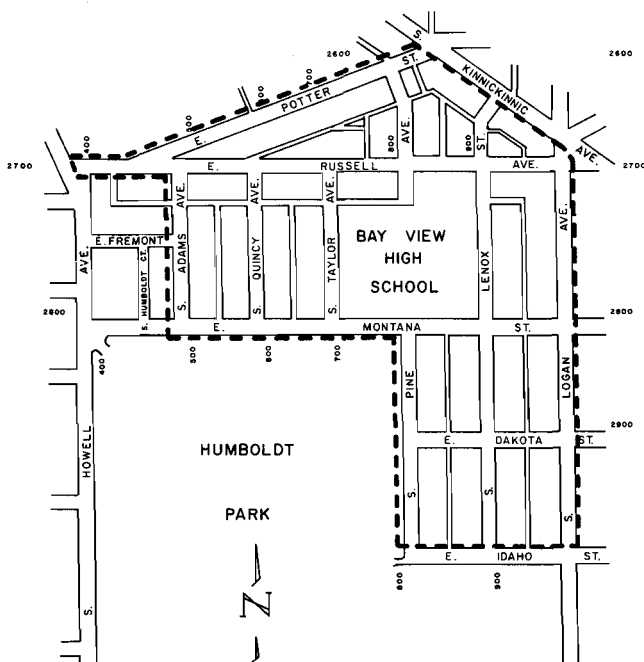 2600
S.
KINNICKINNIC
AVE.
2600
ST.
700
600
500
400
E. POTTER
2700
E. RUSSELL AVE.
2700
800
AVE.
900
ST.
AVE.
AVE.
AVE.
AVE.
E. FREMONT
AVE.
S. HUMBOLDT CT.
S. ADAMS
S. QUINCY
S. TAYLOR
BAY VIEW
HIGH
SCHOOL
LENOX
2800
E. MONTANA ST.
2800
400
500
600
700
PINE
LOGAN
HOWELL
HUMBOLDT
PARK
E. DAKOTA ST.
2900
S.
S.
S.
E. IDAHO ST.
800
900
N
S.